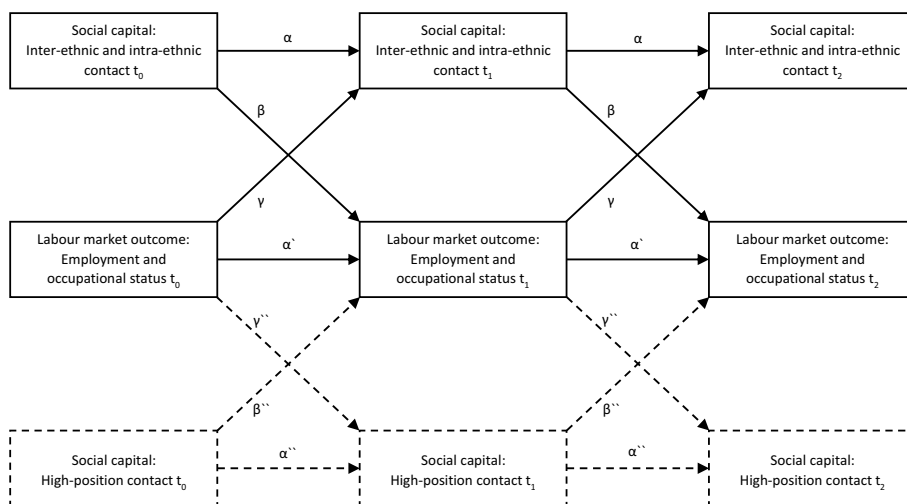 Social capital:
Inter-ethnic and intra-ethnic
contact t0
α
Social capital:
Inter-ethnic and intra-ethnic
contact t1
α
Social capital:
Inter-ethnic and intra-ethnic
contact t2
β
β
γ
γ
Labour market outcome:
Employment and
occupational status t0
α`
Labour market outcome:
Employment and
occupational status t1
α`
Labour market outcome:
Employment and
occupational status t2
γ``
γ``
β``
β``
Social capital:
High-position contact t0
α``
Social capital:
High-position contact t1
α``
Social capital:
High-position contact t2